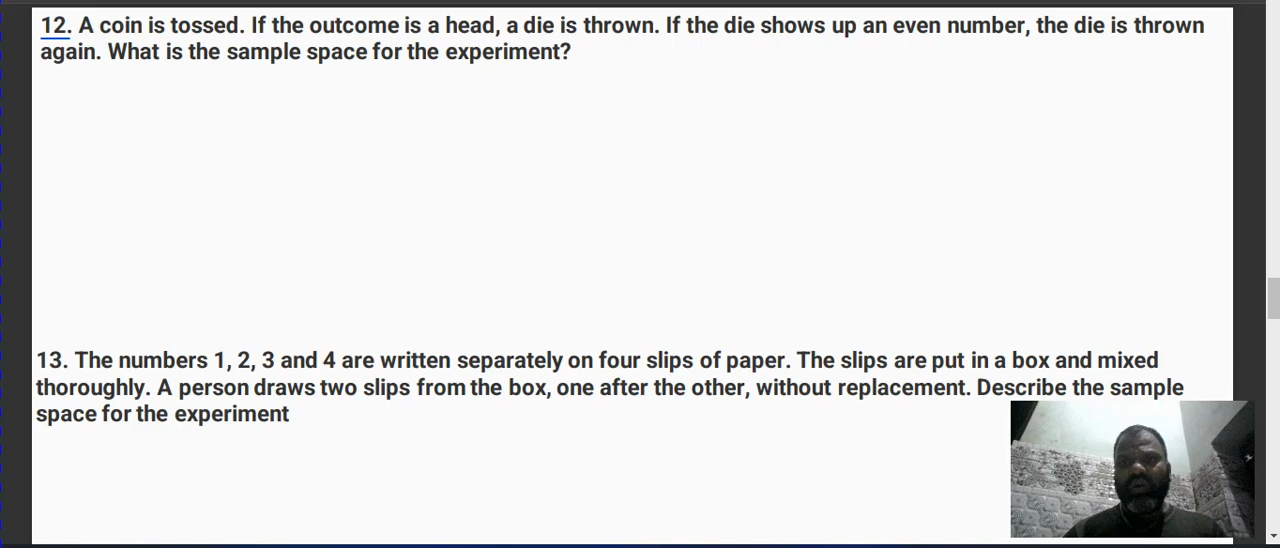 12. A coin is tossed. If the outcome is a head, a die is thrown. If the die shows up an even number, the die is thrown
again. What is the sample space for the experiment?
13. The numbers 1, 2, 3 and 4 are written separately on four slips of paper. The slips are put in a box and mixed
thoroughly. A person draws two slips from the box, one after the other, without replacement. Describe the sample
space for the experiment